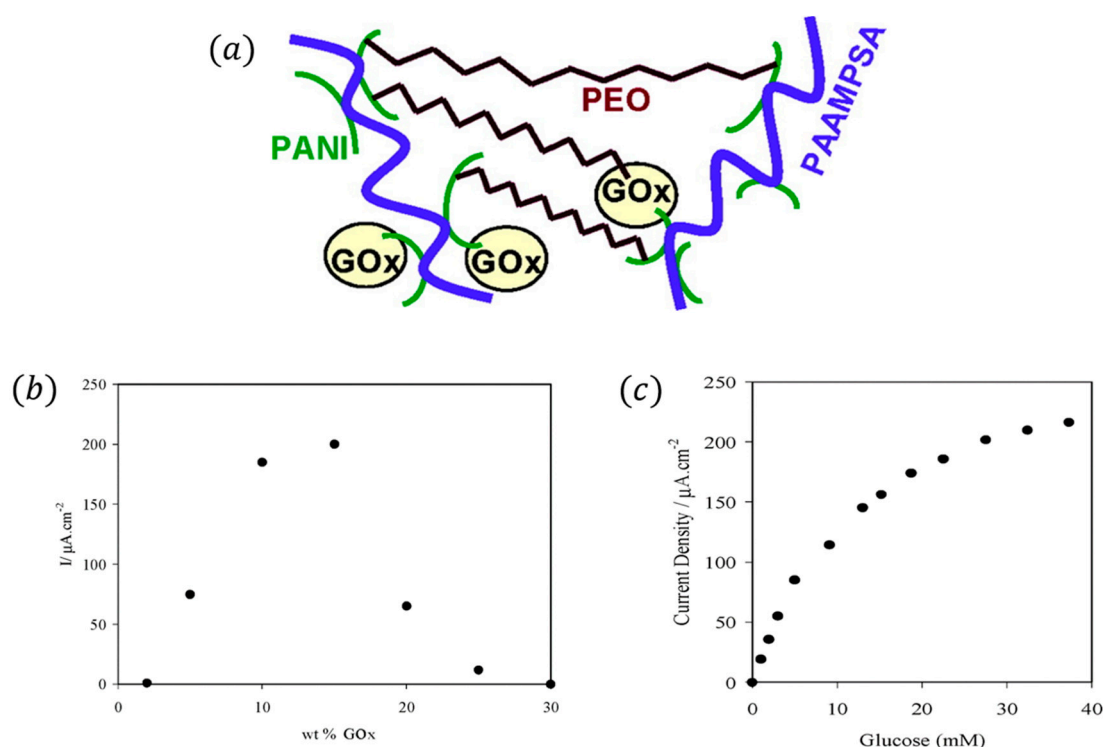 (a)
PEO
PAAMPSA
PANI
GOx
GOx
GOx
(b)
I/ μA.cm-2
250
200
150
100
50
0
0 10 20 30
wt % GOx
(c)
Current Density / μA.cm-2
250
200
150
100
50
0
0 10 20 30 40
Glucose (mM)